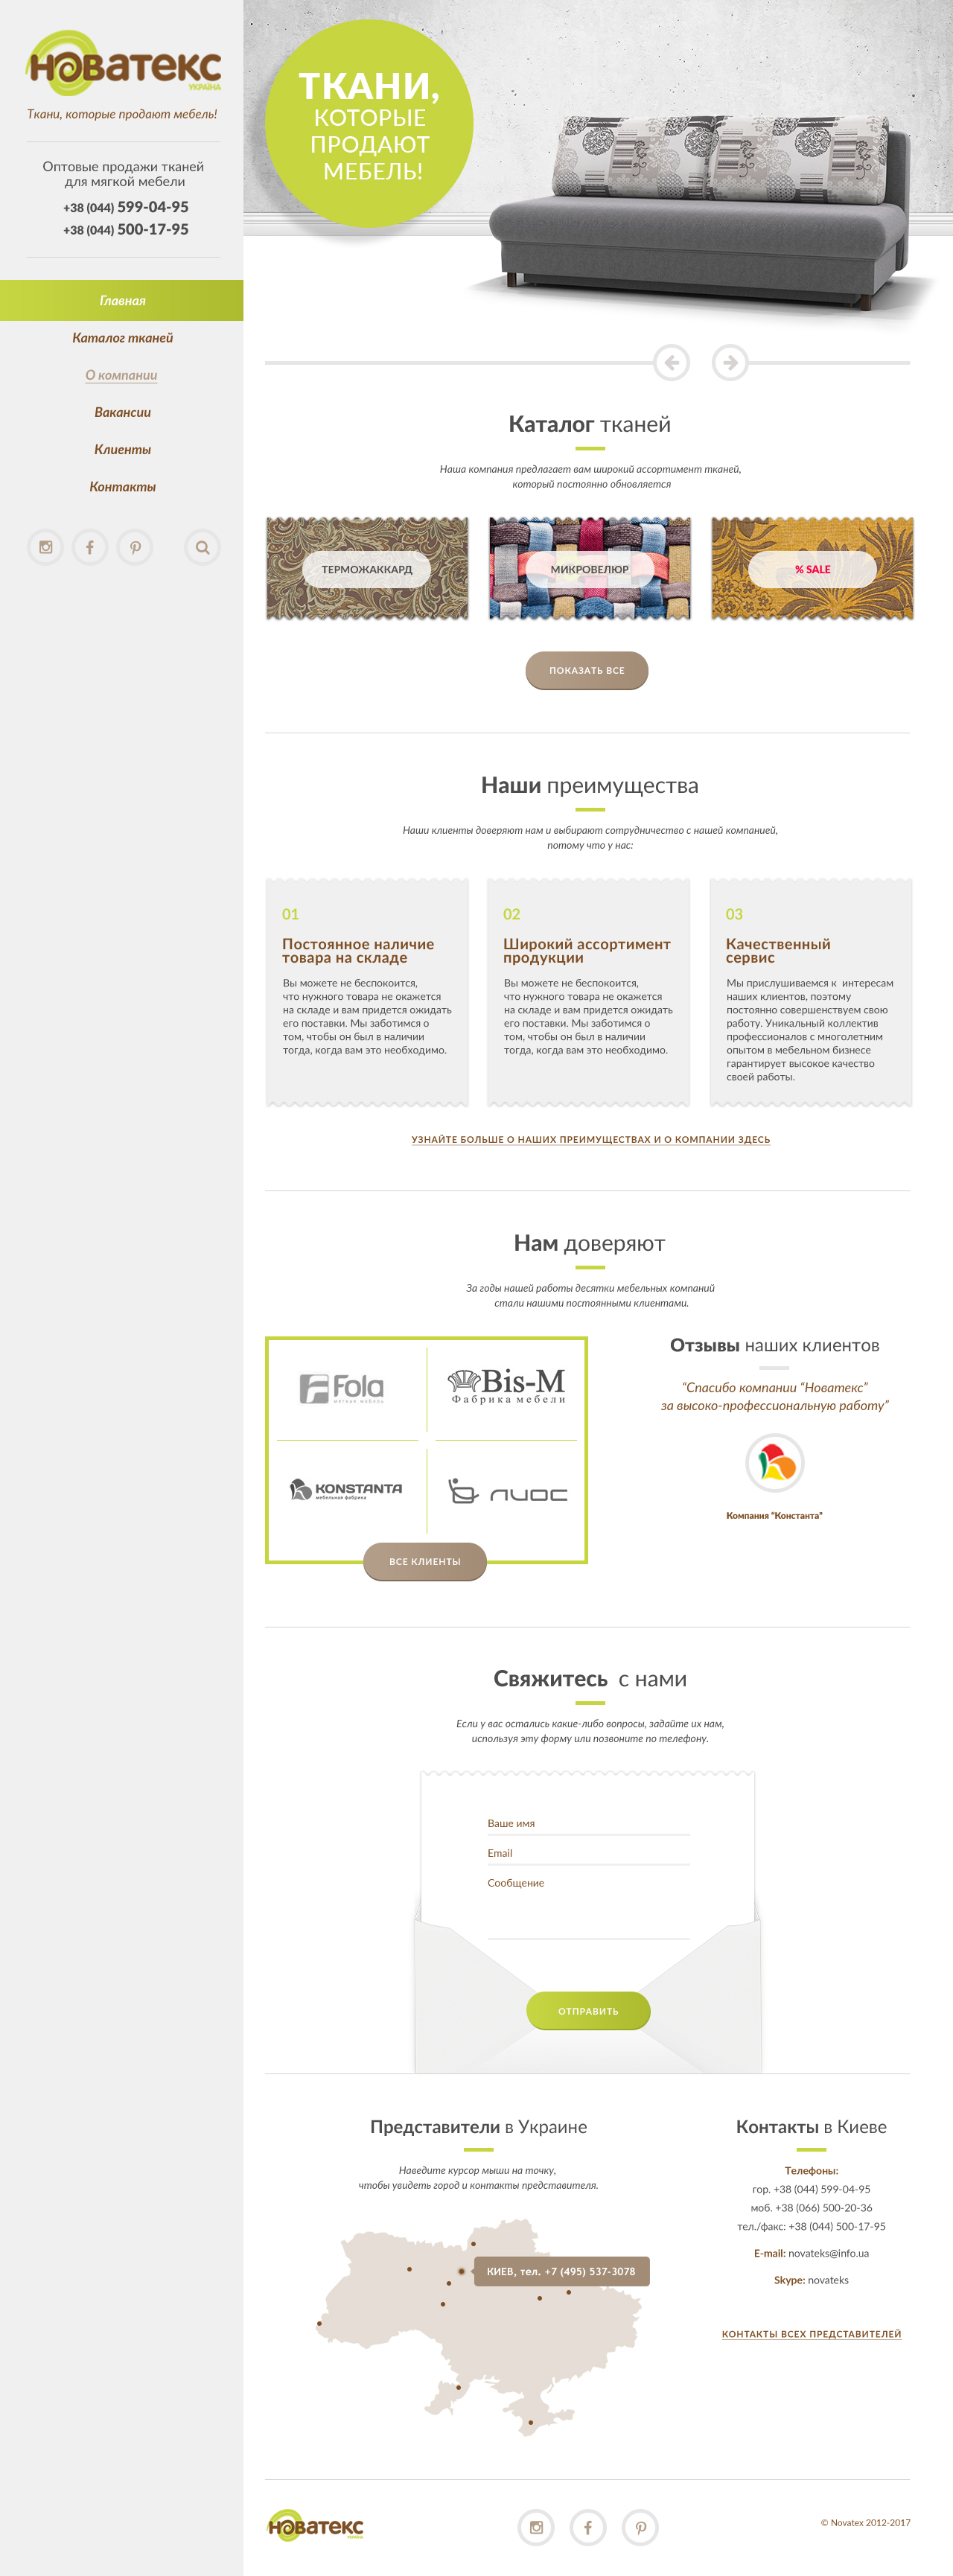 НОВАТЕКС
УКРАЇНА
Ткани, которые продают мебель!
Оптовые продажи тканей
для мягкой мебели
+38 (044) 599-04-95
+38 (044) 500-17-95
Главная
Каталог тканей
О компании
Вакансии
Клиенты
Контакты
ТКАНИ,
КОТОРЫЕ
ПРОДАЮТ
МЕБЕЛЬ!
Каталог тканей
Наша компания предлагает вам широкий ассортимент тканей,
который постоянно обновляется
ТЕРМОЖАККАРД
МИКРОВЕЛЮР
% SALE
ПОКАЗАТЬ ВСЕ
Наши преимущества
Наши клиенты доверяют нам и выбирают сотрудничество с нашей компанией,
потому что у нас:
01
Постоянное наличие
товара на складе
Вы можете не беспокоится,
что нужного товара не окажется
на складе и вам придется ожидать
его поставки. Мы заботимся о
том, чтобы он был в наличии
тогда, когда вам это необходимо.
02
Широкий ассортимент
продукции
Вы можете не беспокоится,
что нужного товара не окажется
на складе и вам придется ожидать
его поставки. Мы заботимся о
том, чтобы он был в наличии
тогда, когда вам это необходимо.
03
Качественный
сервис
Мы прислушиваемся к  интересам
наших клиентов, поэтому
постоянно совершенствуем свою
работу. Уникальный коллектив
профессионалов с многолетним
опытом в мебельном бизнесе
гарантирует высокое качество
своей работы.
УЗНАЙТЕ БОЛЬШЕ О НАШИХ ПРЕИМУЩЕСТВАХ И О КОМПАНИИ ЗДЕСЬ
Нам доверяют
За годы нашей работы десятки мебельных компаний
стали нашими постоянными клиентами.
Fola
мягкая мебель
Bis-M
Фабрика мебели
KONSTANTA
мебельная фабрика
ЛИОС
ВСЕ КЛИЕНТЫ
Отзывы наших клиентов
“Спасибо компании “Новатекс”
за высоко-профессиональную работу”
Компания “Константа”
Свяжитесь  с нами
Если у вас остались какие-либо вопросы, задайте их нам,
используя эту форму или позвоните по телефону.
Ваше имя
Email
Сообщение
ОТПРАВИТЬ
Представители в Украине
Наведите курсор мыши на точку,
чтобы увидеть город и контакты представителя.
КИЕВ, тел. +7 (495) 537-3078
Контакты в Киеве
Телефоны:
гор. +38 (044) 599-04-95
моб. +38 (066) 500-20-36
тел./факс: +38 (044) 500-17-95
E-mail: novateks@info.ua
Skype: novateks
КОНТАКТЫ ВСЕХ ПРЕДСТАВИТЕЛЕЙ
НОВАТЕКС
УКРАЇНА
© Novatex 2012-2017